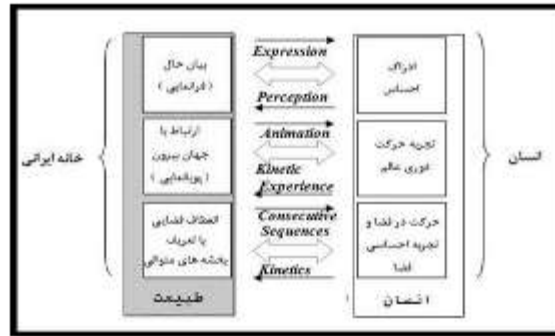 خانه ایرانی
بیان حال
( فرانمایی )
ارتباط با
جهان بیرون
( پویانمایی )
انعطاف فضایی
با تعریف
بخشه های متوالی
طبیعت
Expression
Perception
Animation
Kinetic
Experience
Consecutive
Sequences
Kinetics
ادراک
احساس
تجربه حرکت
دوری عالم
حرکت در فضا و
تجربه احساسی
فضا
انسان
انسان